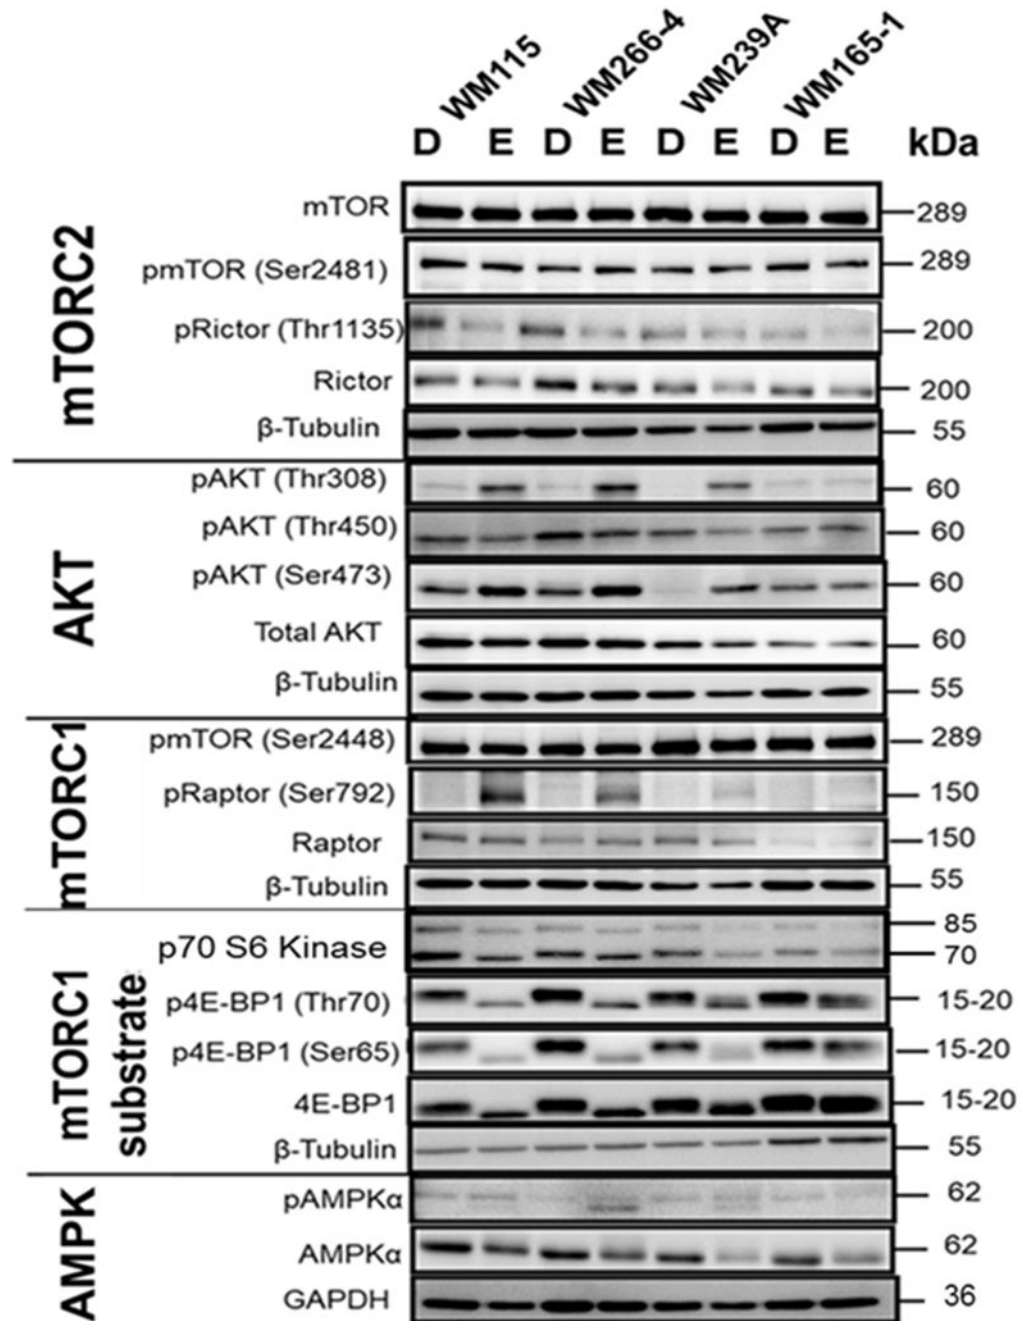 WM115 WM266-4 WM239A WM165-1
D E D E D E D E kDa
mTORC2
mTOR 289
pmTOR (Ser2481) 289
pRictor (Thr1135) 200
Rictor 200
β-Tubulin 55
AKT
pAKT (Thr308) 60
pAKT (Thr450) 60
pAKT (Ser473) 60
Total AKT 60
β-Tubulin 55
mTORC1
pmTOR (Ser2448) 289
pRaptor (Ser792) 150
Raptor 150
β-Tubulin 55
mTORC1
substrate
85
p70 S6 Kinase 70
p4E-BP1 (Thr70) 15-20
p4E-BP1 (Ser65) 15-20
4E-BP1 15-20
β-Tubulin 55
AMPK
pAMPKα 62
AMPKα 62
GAPDH 36